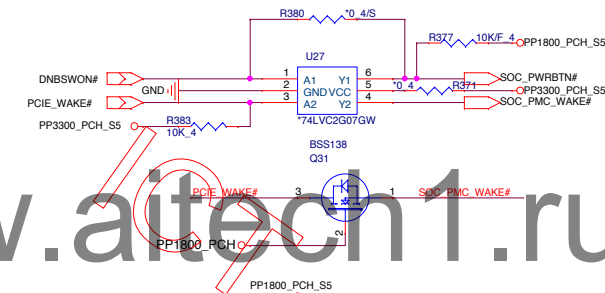 R380 *0_4/S
R377 10K/F_4
PP1800_PCH_S5
U27
DNBSWON# 1 A1 Y1 6 SOC_PWRBTN#
GND 2 GND VCC 5 *0_4 R371 PP3300_PCH_S5
PCIE_WAKE# 3 A2 Y2 4 SOC_PMC_WAKE#
*74LVC2G07GW
PP3300_PCH_S5 R383
10K_4
BSS138
Q31
PCIE_WAKE# 3 1 SOC_PMC_WAKE#
2
PP1800_PCH
PP1800_PCH_S5
w.aitech1.ru